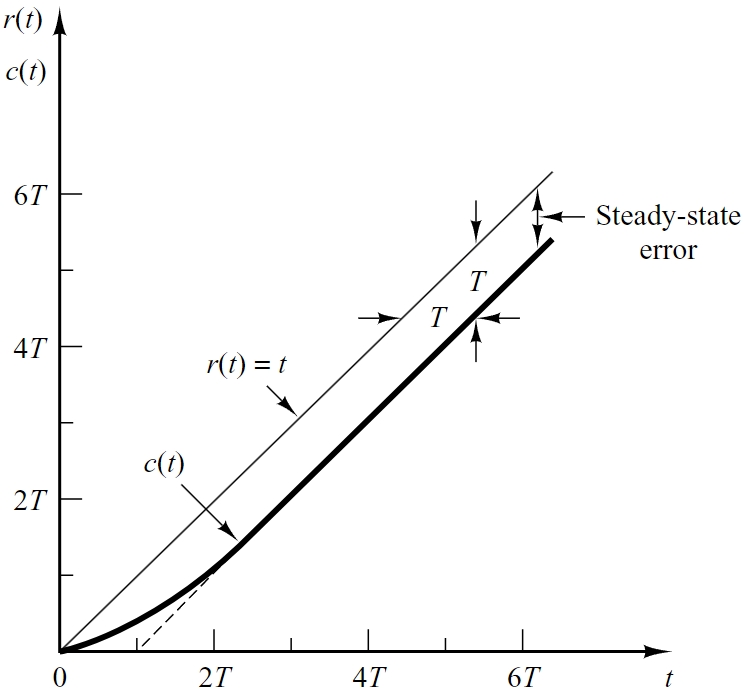 r(t)
c(t)
6T
Steady-state
error
T
T
4T
r(t) = t
c(t)
2T
0
2T
4T
6T
t